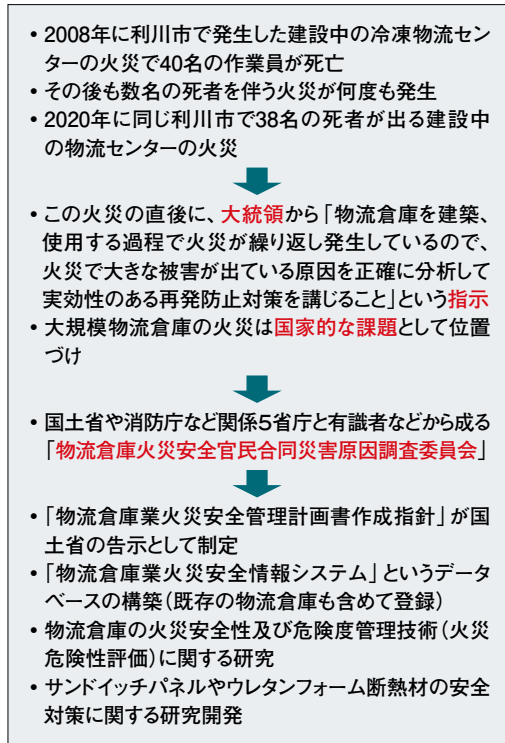 ・2008年に利川市で発生した建設中の冷凍物流セン
ターの火災で40名の作業員が死亡
・その後も数名の死者を伴う火災が何度も発生
・2020年に同じ利川市で38名の死者が出る建設中
の物流センターの火災
・この火災の直後に、大統領から「物流倉庫を建築、
使用する過程で火災が繰り返し発生しているので、
火災で大きな被害が出ている原因を正確に分析して
実効性のある再発防止対策を講じること」という指示
・大規模物流倉庫の火災は国家的な課題として位置
づけ
・国土省や消防庁など関係5省庁と有識者などから成る
「物流倉庫火災安全官民合同災害原因調査委員会」
・「物流倉庫業火災安全管理計画書作成指針」が国
土省の告示として制定
・「物流倉庫業火災安全情報システム」というデータ
ベースの構築(既存の物流倉庫も含めて登録)
・物流倉庫の火災安全性及び危険度管理技術(火災
危険性評価)に関する研究
・サンドイッチパネルやウレタンフォーム断熱材の安全
対策に関する研究開発